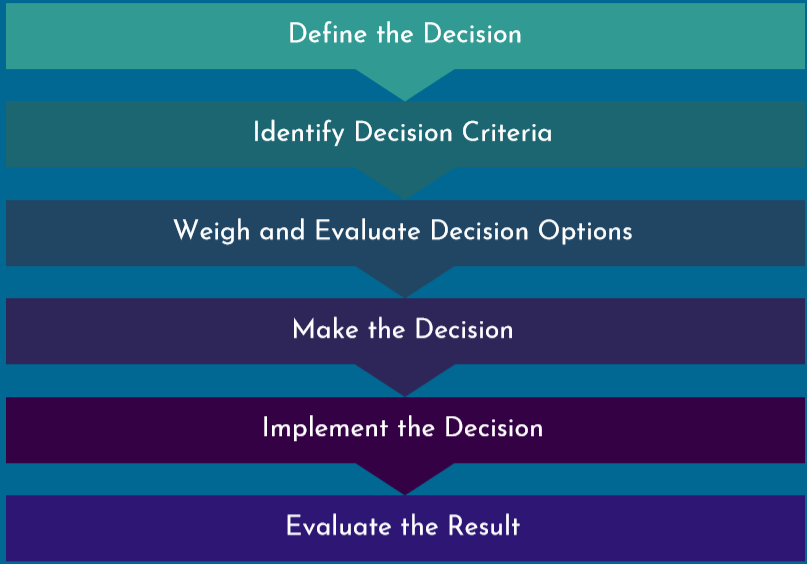 Define the Decision
Identify Decision Criteria
Weigh and Evaluate Decision Options
Make the Decision
Implement the Decision
Evaluate the Result